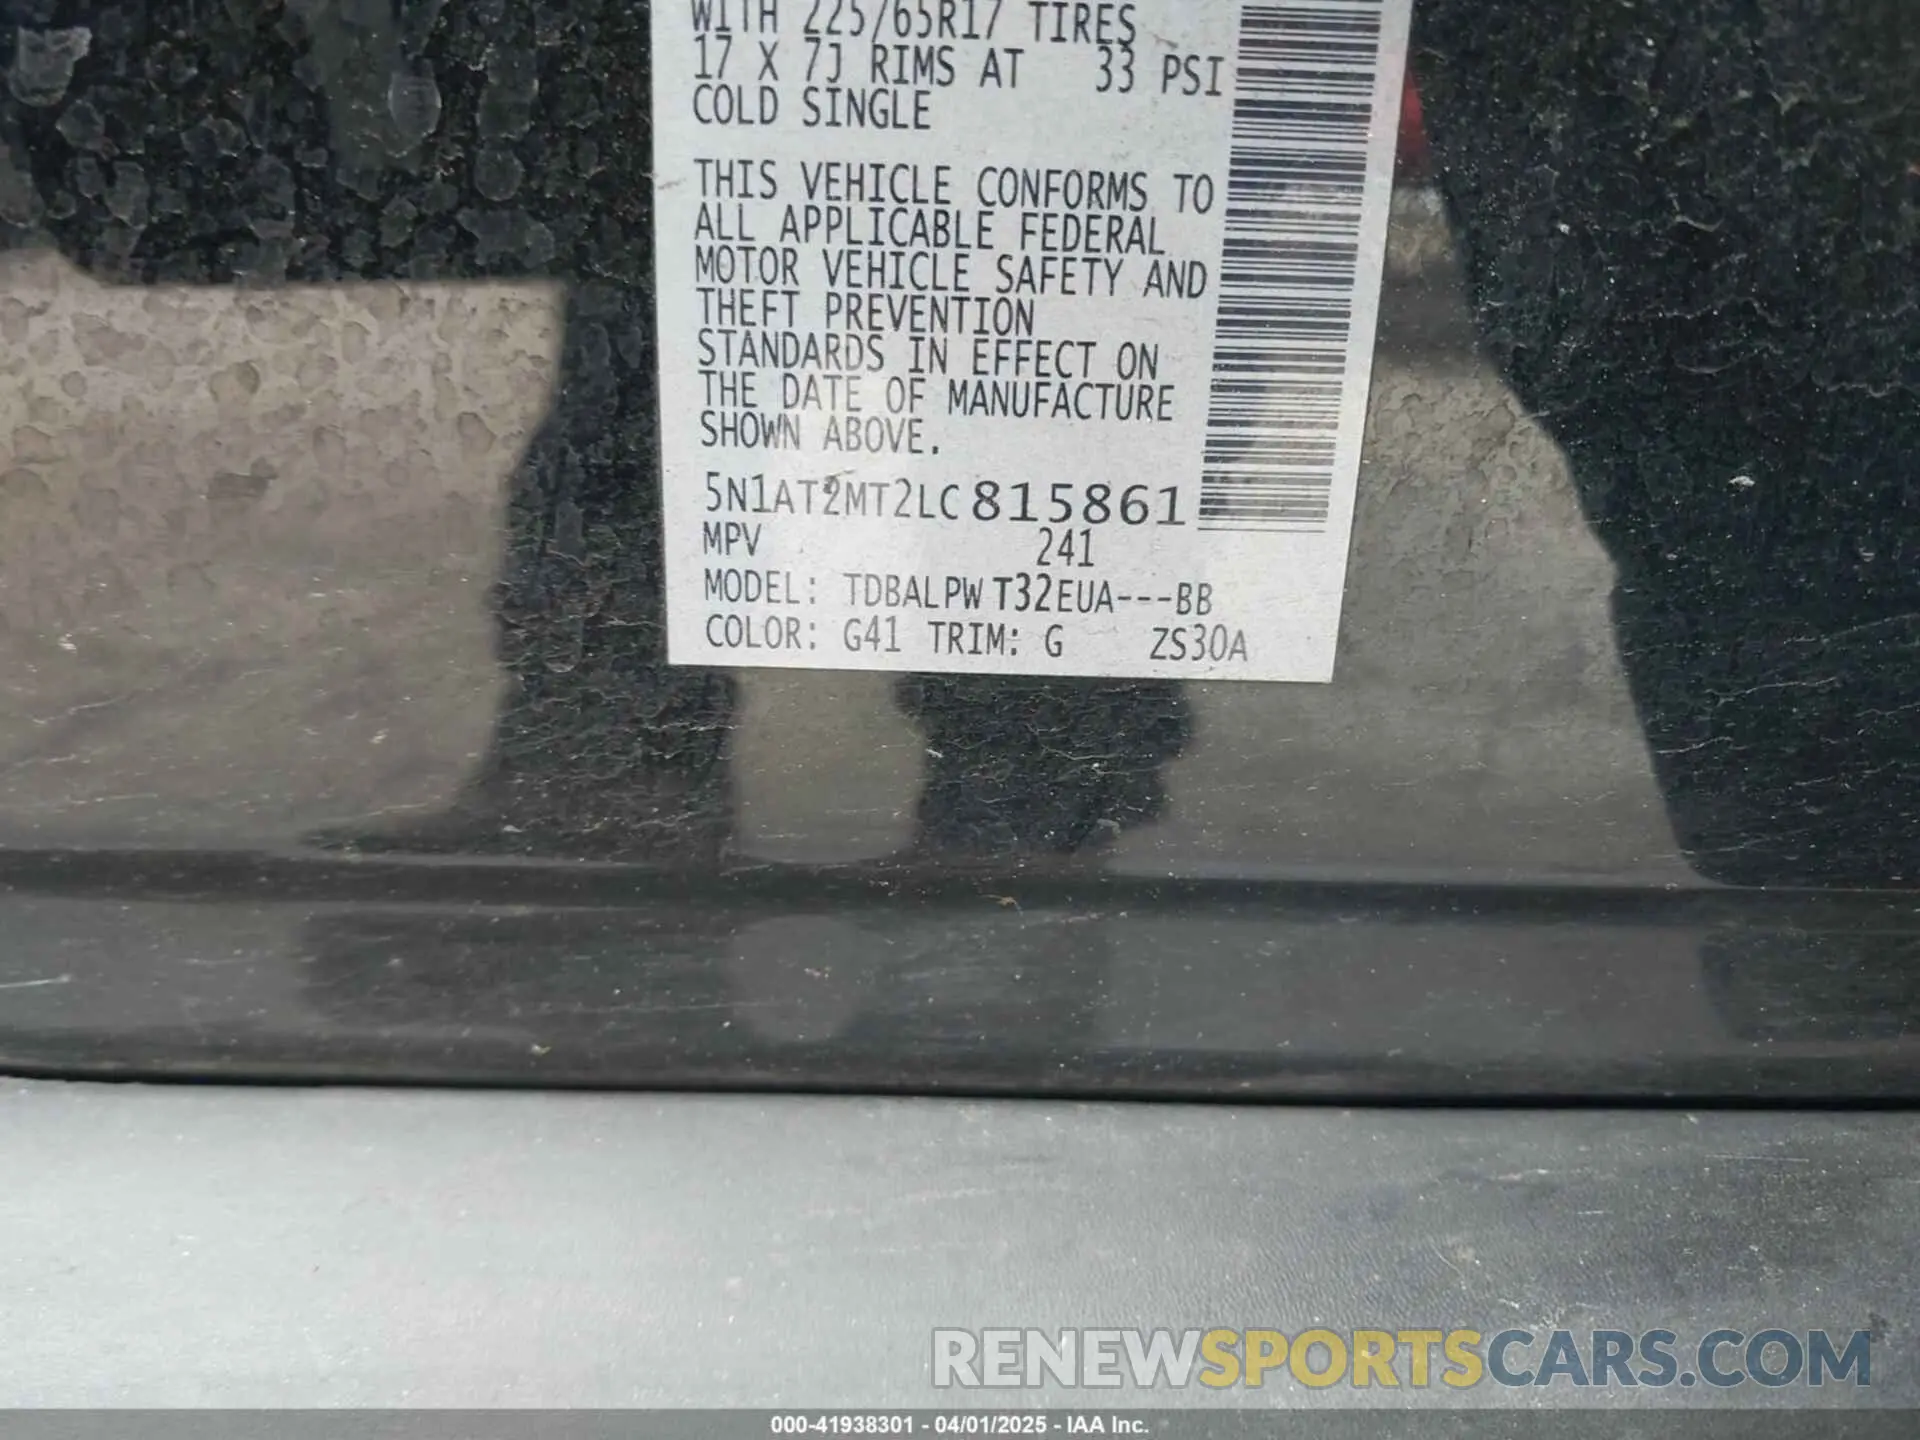 WITH 225/65R17 TIRES
17 X 7J RIMS AT 33 PSI
COLD SINGLE
THIS VEHICLE CONFORMS TO
ALL APPLICABLE FEDERAL
MOTOR VEHICLE SAFETY AND
THEFT PREVENTION
STANDARDS IN EFFECT ON
THE DATE OF MANUFACTURE
SHOWN ABOVE.
5N1AT2MT2LC815861
MPV 241
MODEL: TDBALPW T32EUA---BB
COLOR: G41 TRIM: G ZS30A
RENEWSPORTSCARS.COM
000-41938301 - 04/01/2025 - IAA Inc.